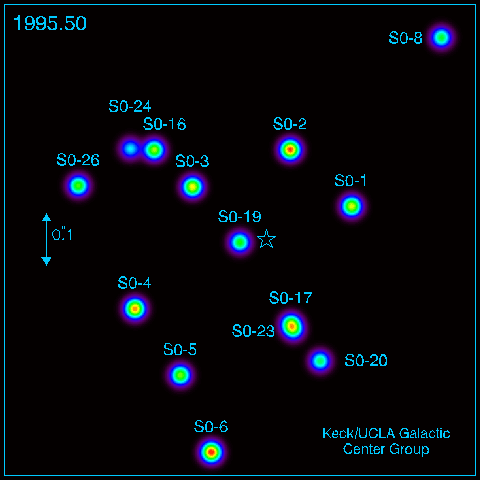 1995.50
S0-8
S0-24
S0-16
S0-2
S0-26
S0-3
S0-1
S0-19
0."1
S0-4
S0-17
S0-23
S0-5
S0-20
S0-6
Keck/UCLA Galactic
Center Group